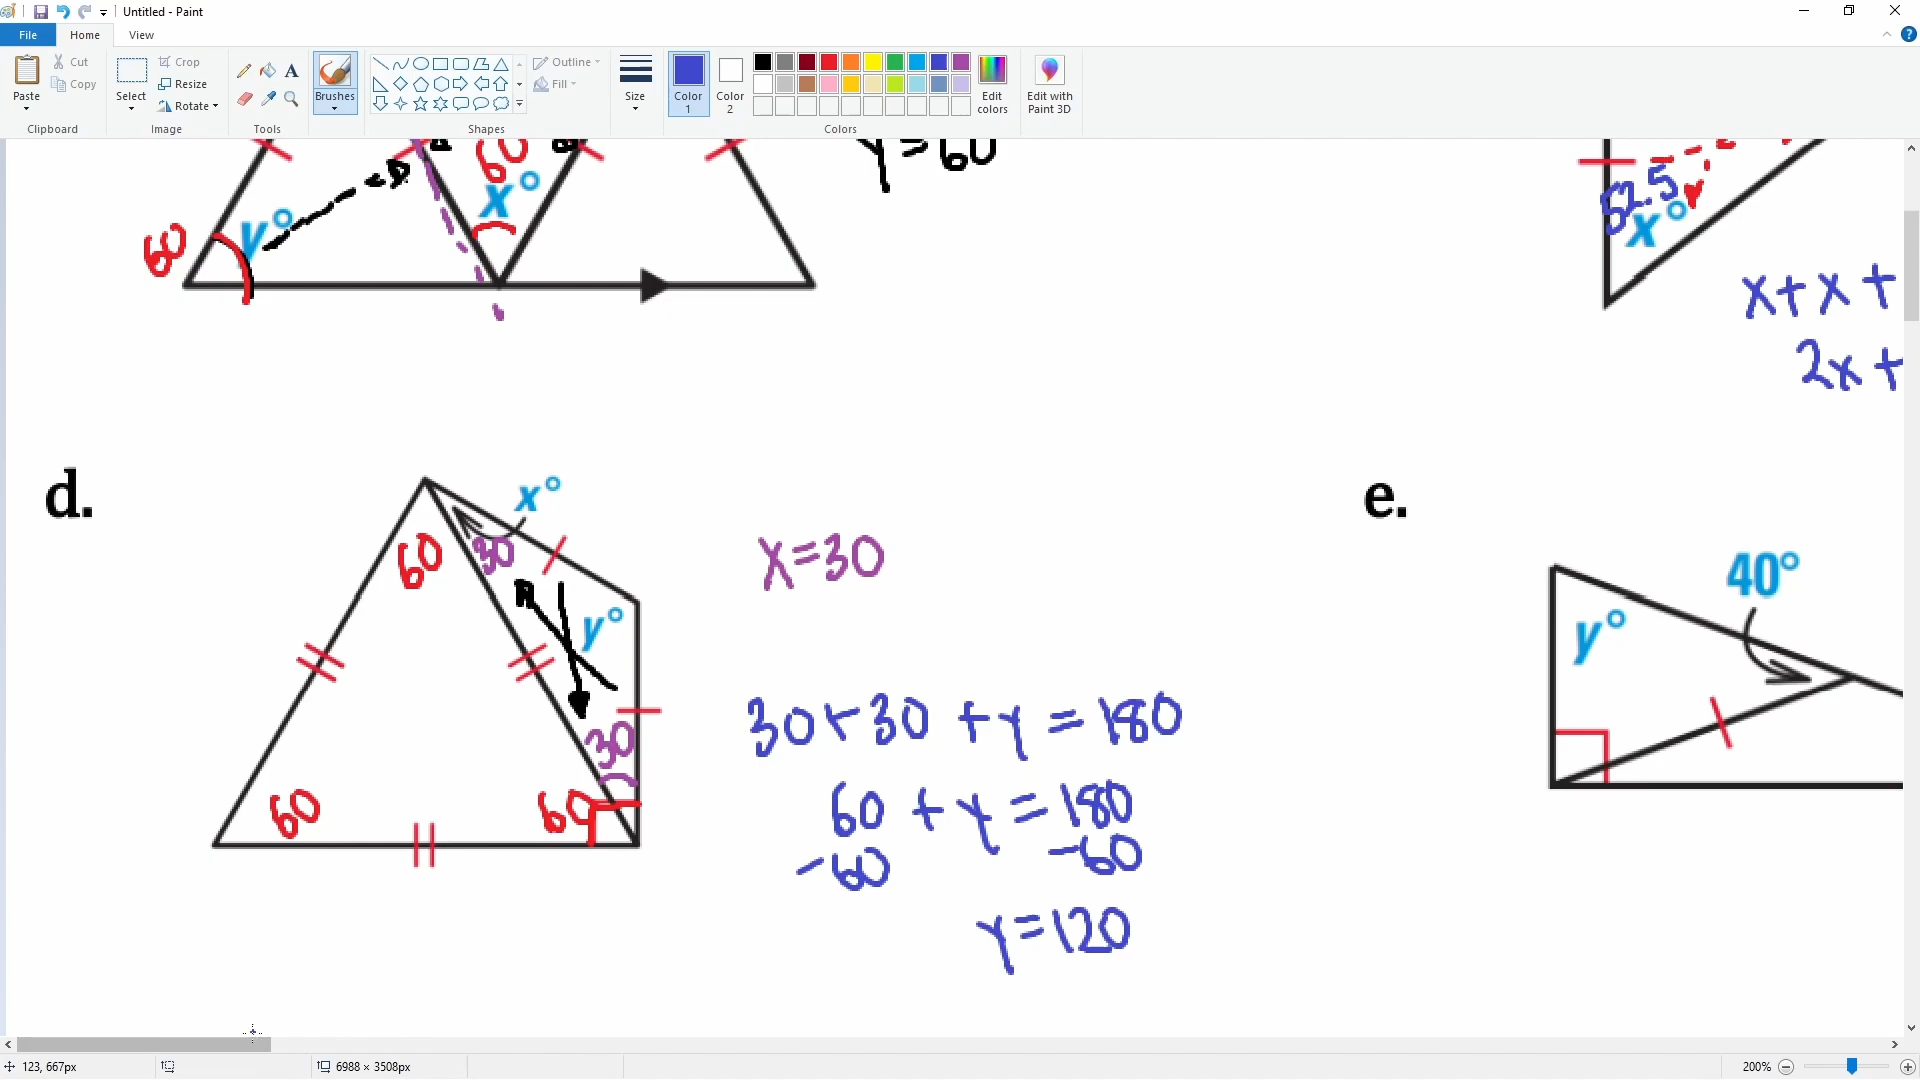 Untitled - Paint
File Home View
Paste
Cut
Copy
Clipboard
Select
Crop
Resize
Rotate
Image
A
Tools
Brushes
Shapes
Outline
Fill
Size
Color 1
Color 2
Colors
Edit colors
Edit with Paint 3D
60
y°
60
x°
y = 60
52.5
x°
x + x +
2x +
d.
x°
60
30
y°
30
60
60
x = 30
30 + 30 + y = 180
60 + y = 180
-60 -60
y = 120
e.
40°
y°
123, 667px
6988 × 3508px
200%